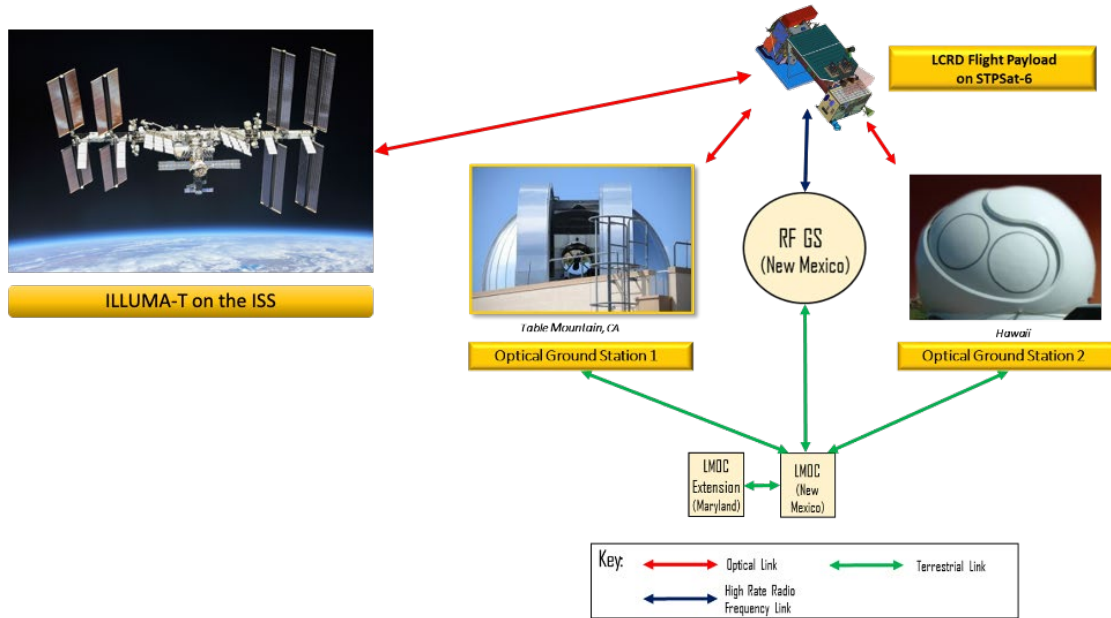 LCRD Flight Payload
on STPSat-6
RF GS
(New Mexico)
ILLUMA-T on the ISS
Table Mountain, CA
Hawaii
Optical Ground Station 1
Optical Ground Station 2
LMOC
Extension
(Maryland)
LMOC
(New
Mexico)
Key:
Optical Link
Terrestrial Link
High Rate Radio
Frequency Link